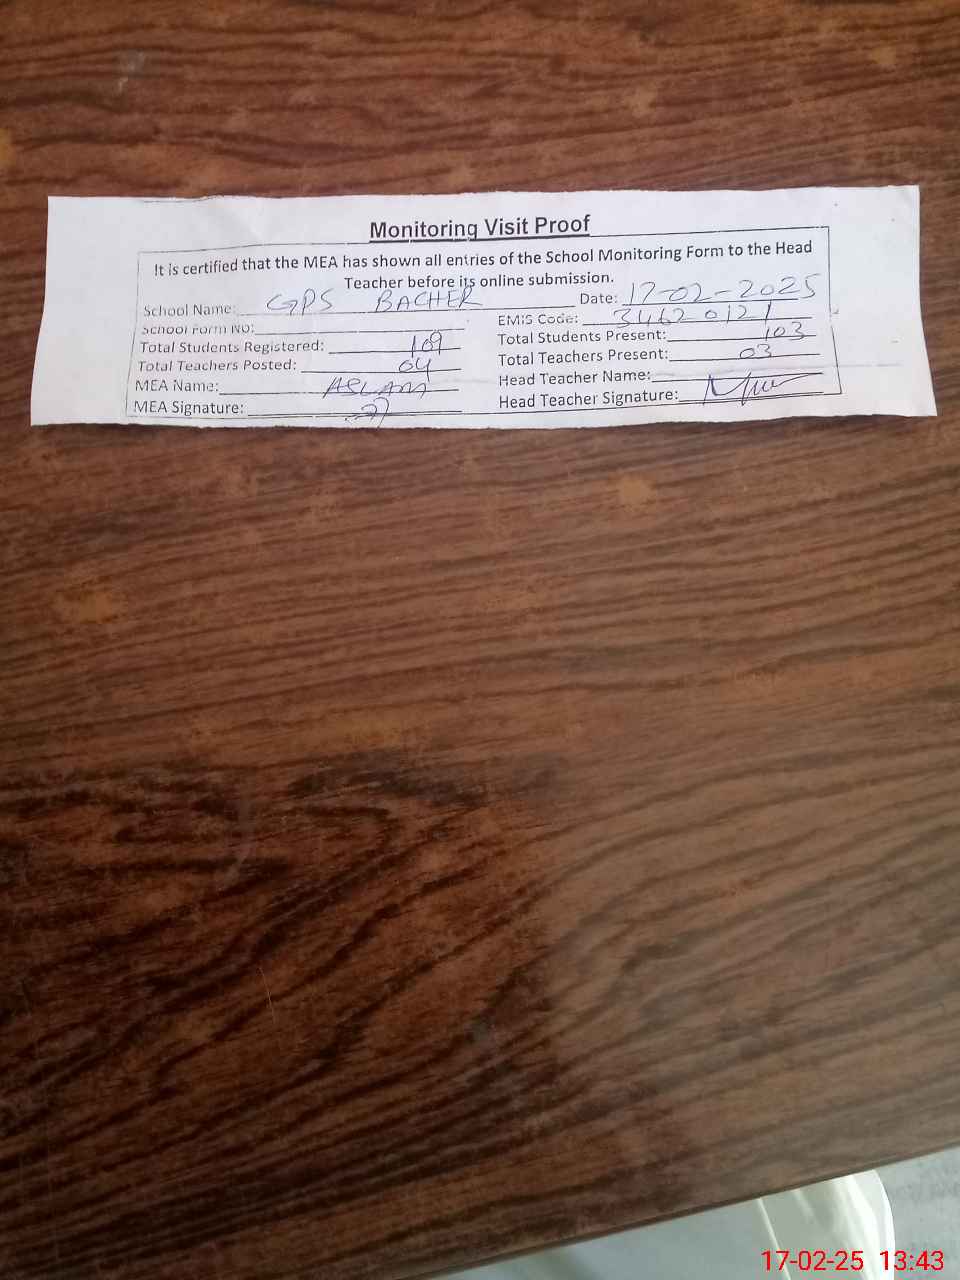 Monitoring Visit Proof
It is certified that the MEA has shown all entries of the School Monitoring Form to the Head
Teacher before its online submission.
School Name: GPS BACHER Date: 17-02-2025
School Form NO: EMIS Code: 34620121
Total Students Registered: 109 Total Students Present: 103
Total Teachers Posted: 04 Total Teachers Present: 03
MEA Name: ASLAM Head Teacher Name:
MEA Signature: Head Teacher Signature:
17-02-25 13:43